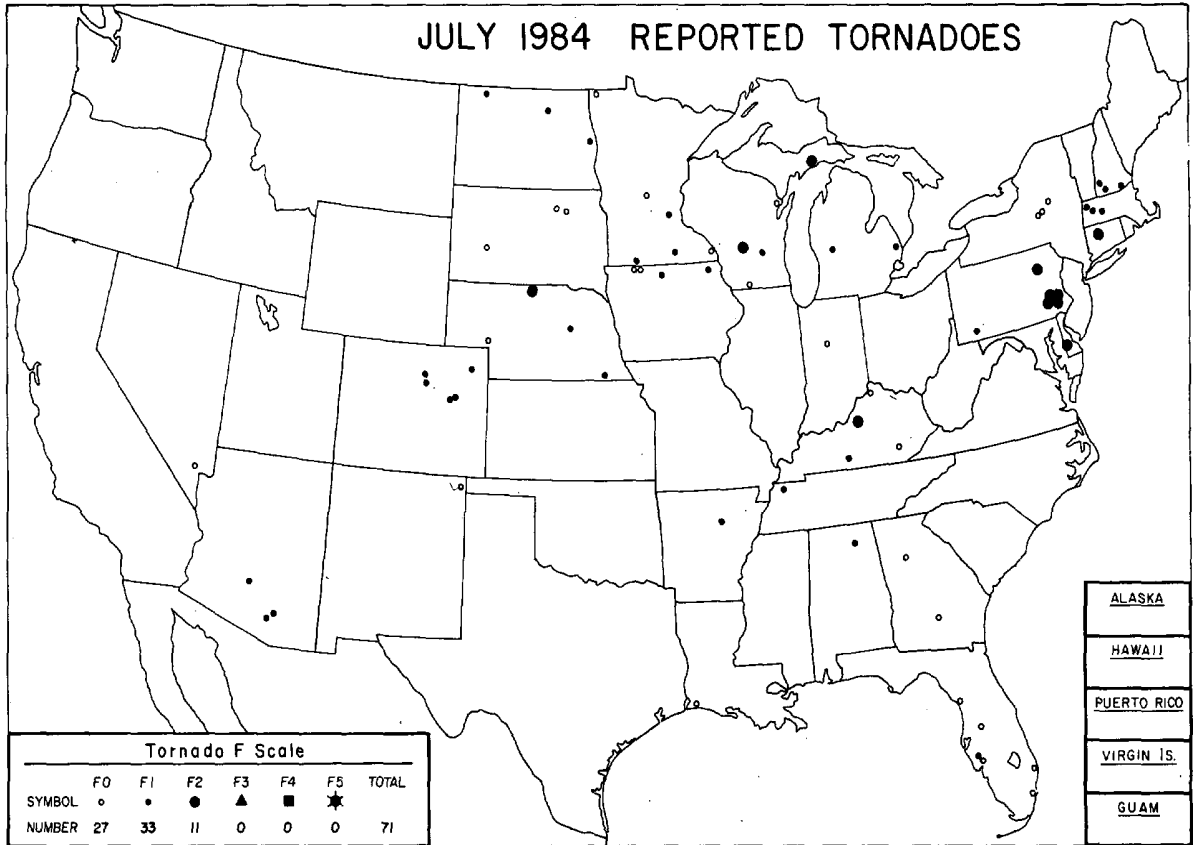 JULY 1984 REPORTED TORNADOES
ALASKA
HAWAII
PUERTO RICO
VIRGIN IS.
GUAM
Tornado F Scale
F0 F1 F2 F3 F4 F5 TOTAL
SYMBOL
NUMBER 27 33 11 0 0 0 71